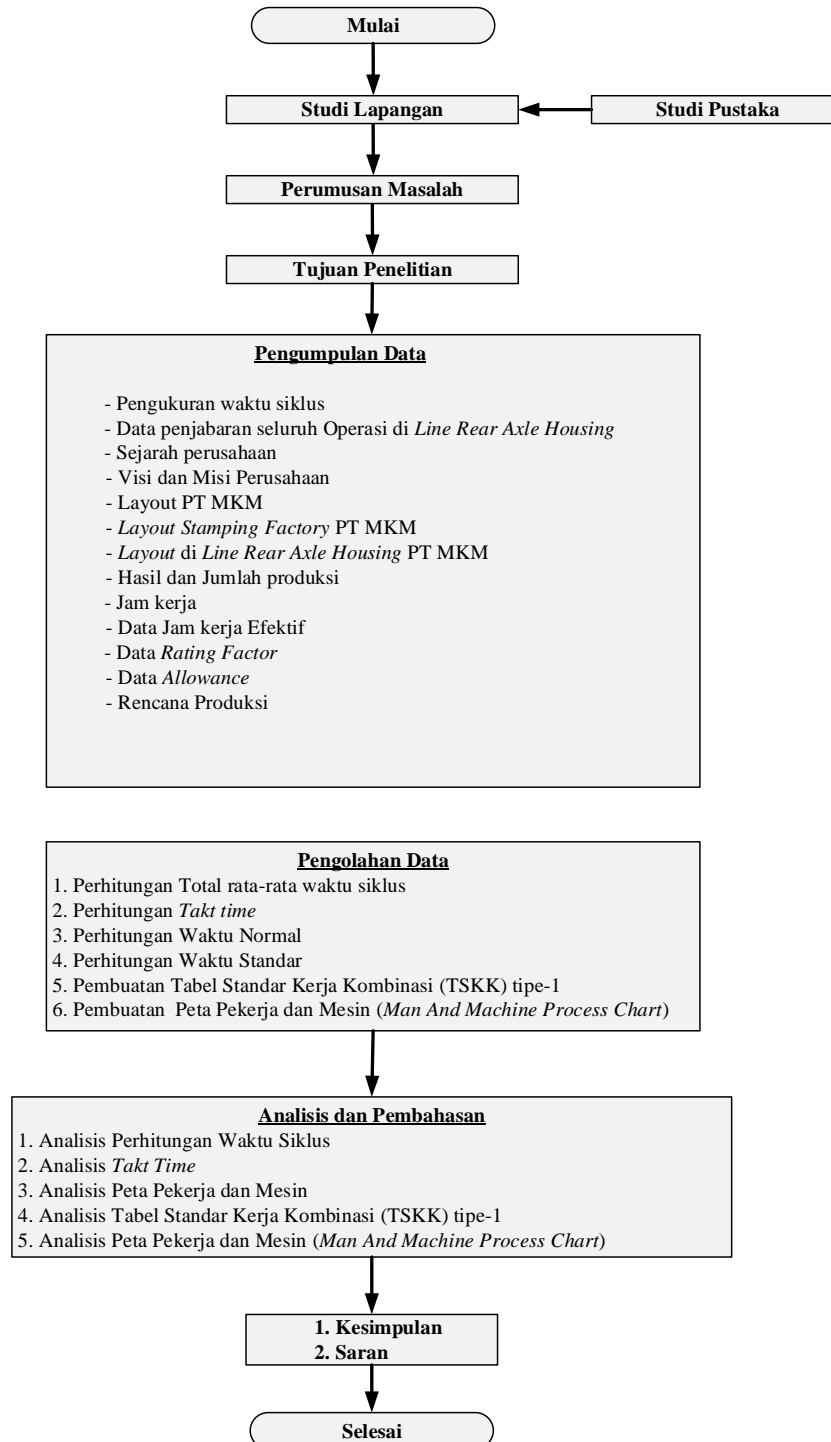 Mulai
Studi Lapangan
Studi Pustaka
Perumusan Masalah
Tujuan Penelitian
Pengumpulan Data
- Pengukuran waktu siklus
- Data penjabaran seluruh Operasi di Line Rear Axle Housing
- Sejarah perusahaan
- Visi dan Misi Perusahaan
- Layout PT MKM
- Layout Stamping Factory PT MKM
- Layout di Line Rear Axle Housing PT MKM
- Hasil dan Jumlah produksi
- Jam kerja
- Data Jam kerja Efektif
- Data Rating Factor
- Data Allowance
- Rencana Produksi
Pengolahan Data
1. Perhitungan Total rata-rata waktu siklus
2. Perhitungan Takt time
3. Perhitungan Waktu Normal
4. Perhitungan Waktu Standar
5. Pembuatan Tabel Standar Kerja Kombinasi (TSKK) tipe-1
6. Pembuatan Peta Pekerja dan Mesin (Man And Machine Process Chart)
Analisis dan Pembahasan
1. Analisis Perhitungan Waktu Siklus
2. Analisis Takt Time
3. Analisis Peta Pekerja dan Mesin
4. Analisis Tabel Standar Kerja Kombinasi (TSKK) tipe-1
5. Analisis Peta Pekerja dan Mesin (Man And Machine Process Chart)
1. Kesimpulan
2. Saran
Selesai